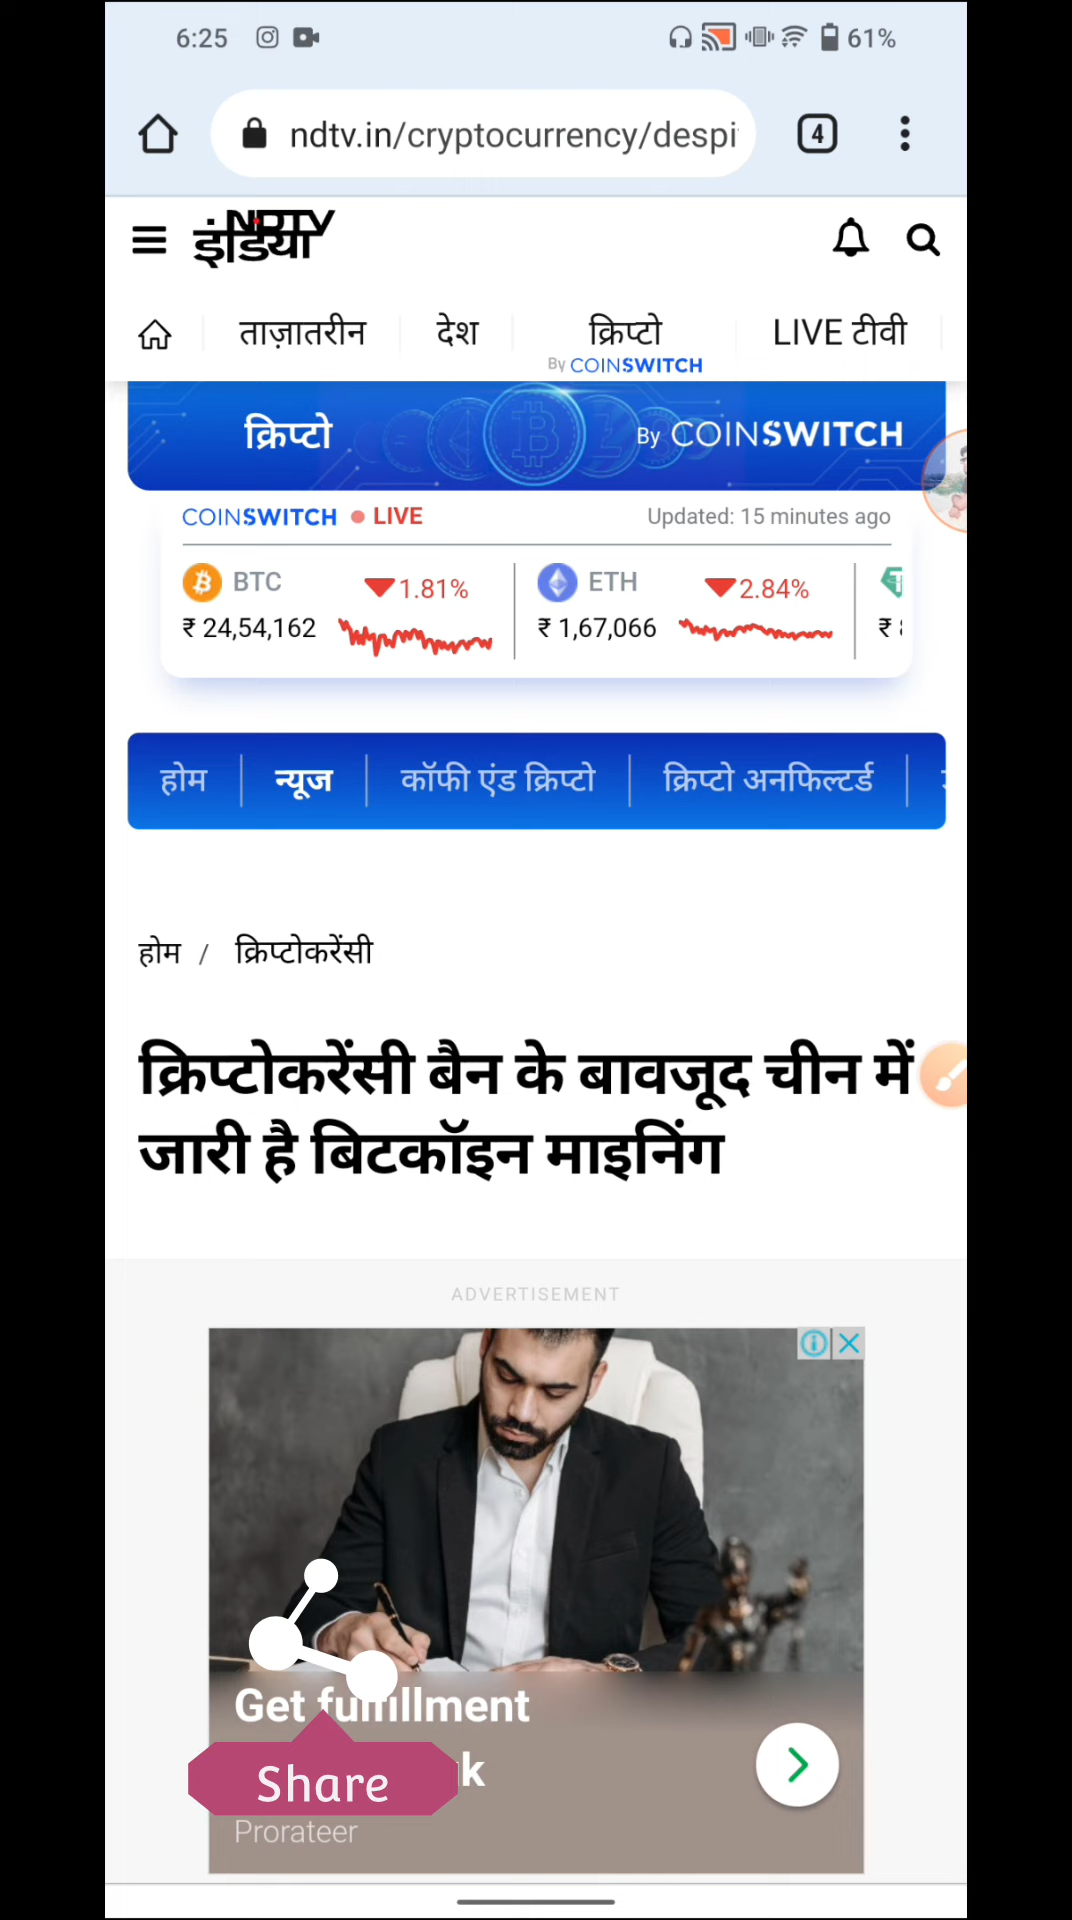 6:25 61%
ndtv.in/cryptocurrency/despi 4
NDTV
इंडिया
ताज़ातरीन देश क्रिप्टो LIVE टीवी
By COINSWITCH
क्रिप्टो By COINSWITCH
COINSWITCH LIVE Updated: 15 minutes ago
BTC 1.81% ETH 2.84%
₹ 24,54,162 ₹ 1,67,066 ₹
होम न्यूज कॉफी एंड क्रिप्टो क्रिप्टो अनफिल्टर्ड
होम / क्रिप्टोकरेंसी
क्रिप्टोकरेंसी बैन के बावजूद चीन में
जारी है बिटकॉइन माइनिंग
ADVERTISEMENT
Get fulfillment
Share
Prorateer